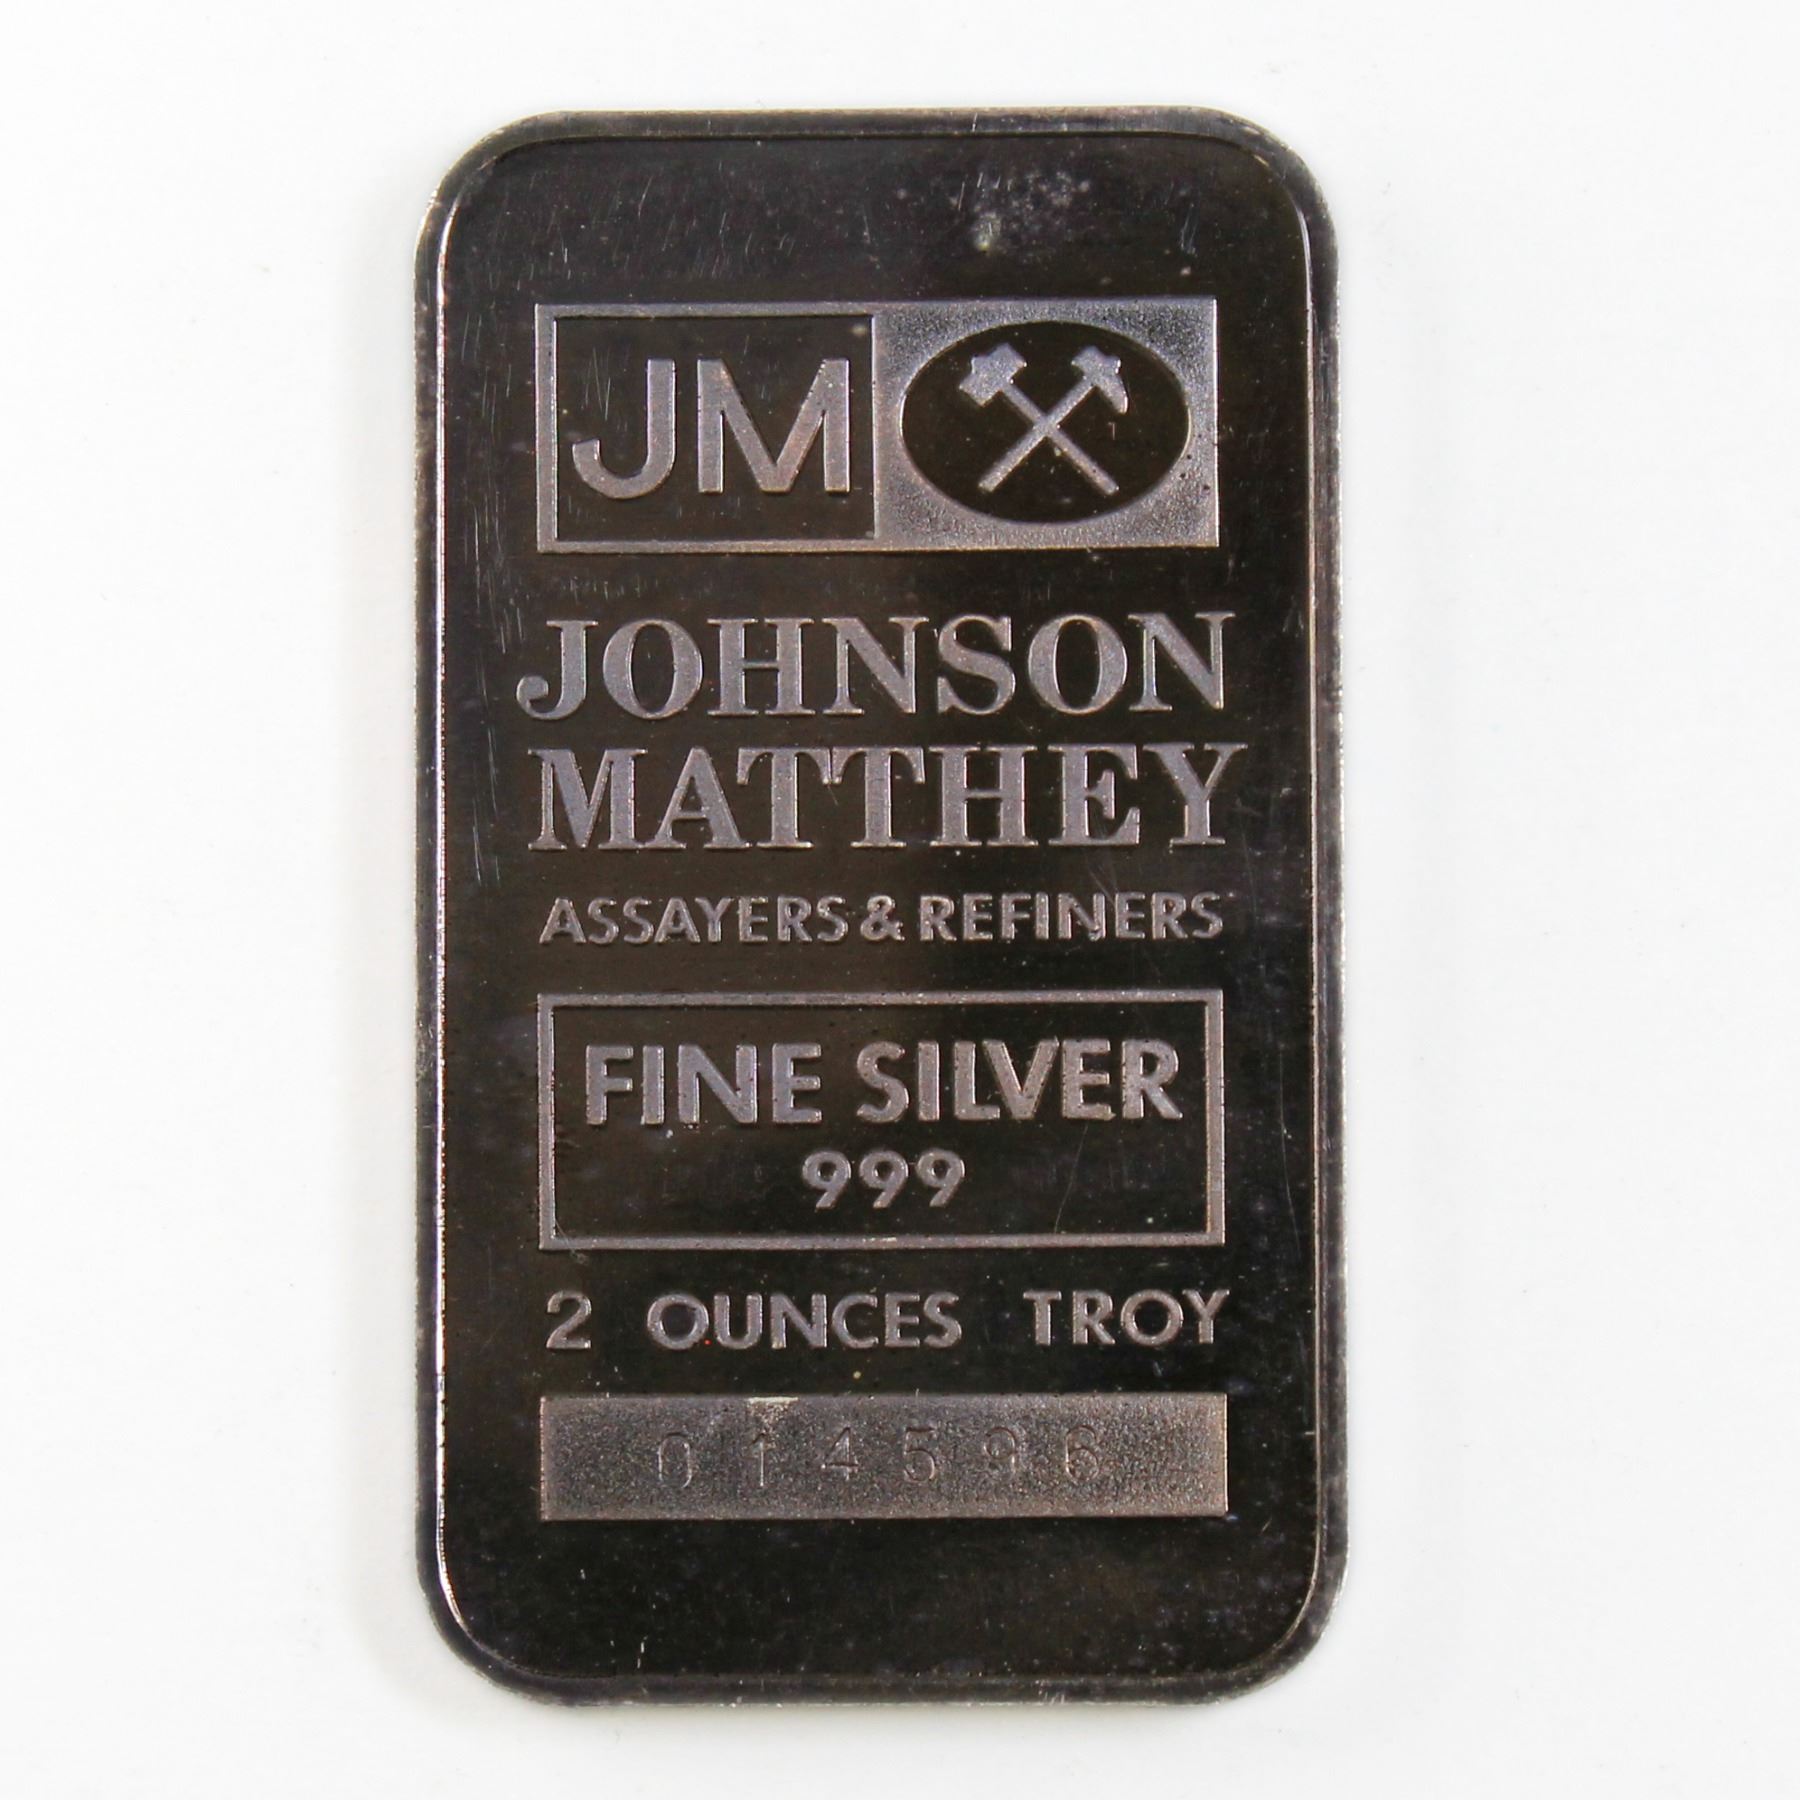 JM
JOHNSON
MATTHEY
ASSAYERS & REFINERS
FINE SILVER
999
2 OUNCES TROY
014596